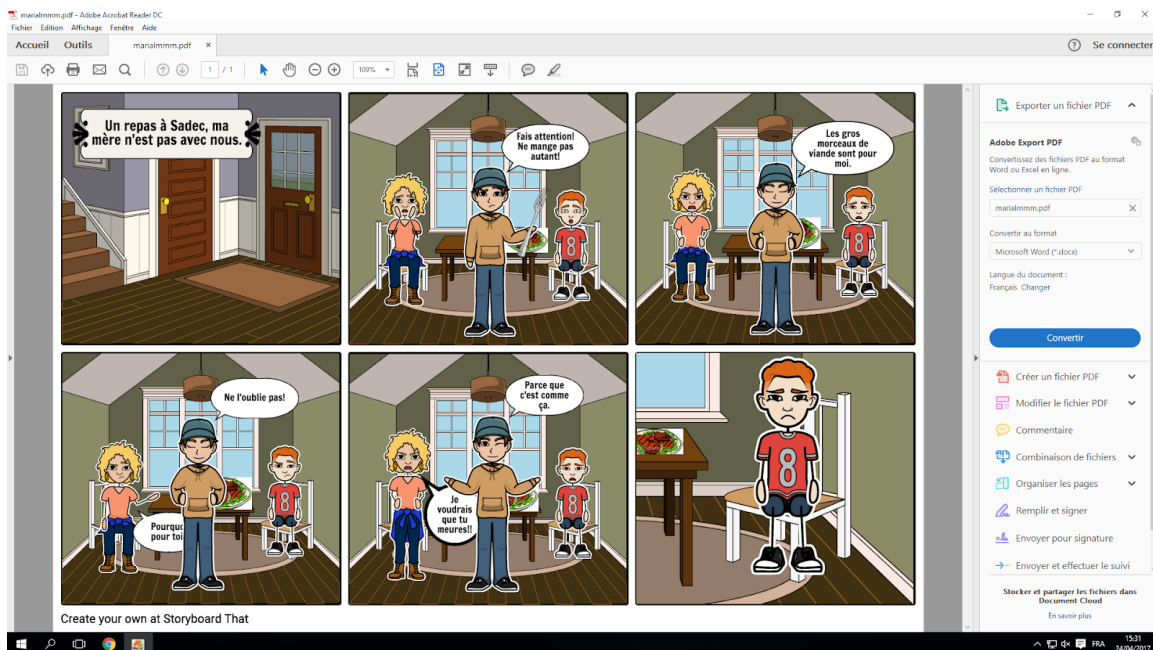 marialmmm.pdf - Adobe Acrobat Reader DC
Fichier Edition Affichage Fenêtre Aide
Accueil Outils marialmmm.pdf × ? Se connecter
1 / 1 109%
Un repas à Sadec, ma
mère n'est pas avec nous.
Fais attention!
Ne mange pas
autant!
8
Les gros
morceaux de
viande sont pour
moi.
8
Ne l'oublie pas!
Pourquo
pour toi
8
Parce que
c'est comme
ça.
Je
voudrais
que tu
meures!!
8
8
Create your own at Storyboard That
Exporter un fichier PDF
Adobe Export PDF
Convertissez des fichiers PDF au format
Word ou Excel en ligne.
Sélectionner un fichier PDF
marialmmm.pdf
Convertir au format
Microsoft Word (*.docx)
Langue du document :
Français Changer
Convertir
Créer un fichier PDF
Modifier le fichier PDF
Commentaire
Combinaison de fichiers
Organiser les pages
Remplir et signer
Envoyer pour signature
Envoyer et effectuer le suivi
Stocker et partager les fichiers dans
Document Cloud
En savoir plus
FRA 15:31
24/04/2017